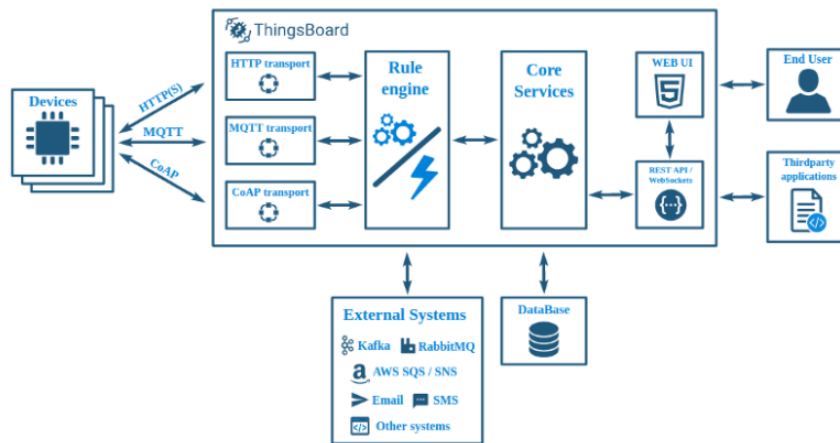 ThingsBoard
Devices
HTTP(S)
MQTT
CoAP
HTTP transport
MQTT transport
CoAP transport
Rule
engine
Core
Services
WEB UI
REST API /
WebSockets
End User
Thirdparty
applications
External Systems
Kafka
RabbitMQ
AWS SQS / SNS
Email
SMS
Other systems
DataBase